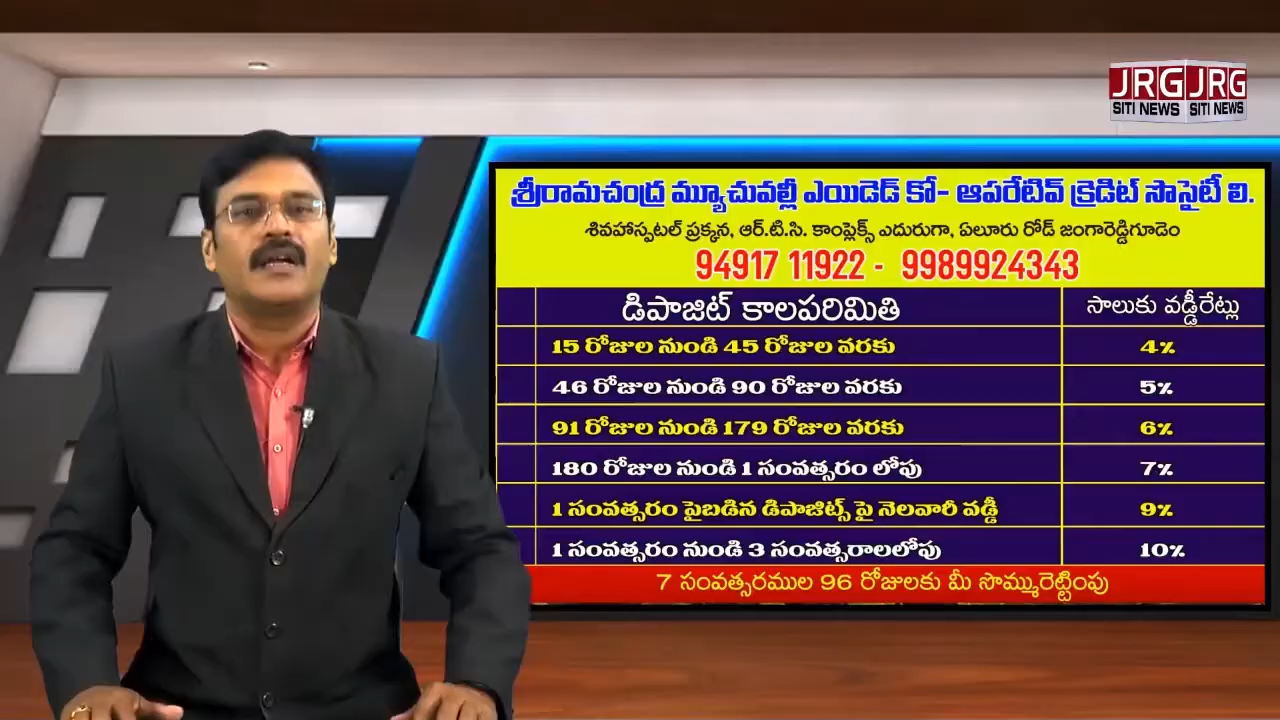 JRG JRG
SITI NEWS SITI NEWS
శ్రీరామచంద్ర మ్యూచువల్లీ ఎయిడెడ్ కో- ఆపరేటివ్ క్రెడిట్ సొసైటీ లి.
శివహాస్పటల్ ప్రక్కన, ఆర్.టి.సి. కాంప్లెక్స్ ఎదురుగా, ఏలూరు రోడ్ జంగారెడ్డిగూడెం
94917 11922 - 9989924343
డిపాజిట్ కాలపరిమితి సాలుకు వడ్డీరేట్లు
15 రోజుల నుండి 45 రోజుల వరకు 4%
46 రోజుల నుండి 90 రోజుల వరకు 5%
91 రోజుల నుండి 179 రోజుల వరకు 6%
180 రోజుల నుండి 1 సంవత్సరం లోపు 7%
1 సంవత్సరం పైబడిన డిపాజిట్స్ పై నెలవారీ వడ్డీ 9%
1 సంవత్సరం నుండి 3 సంవత్సరాలలోపు 10%
7 సంవత్సరముల 96 రోజులకు మీ సొమ్మురెట్టింపు